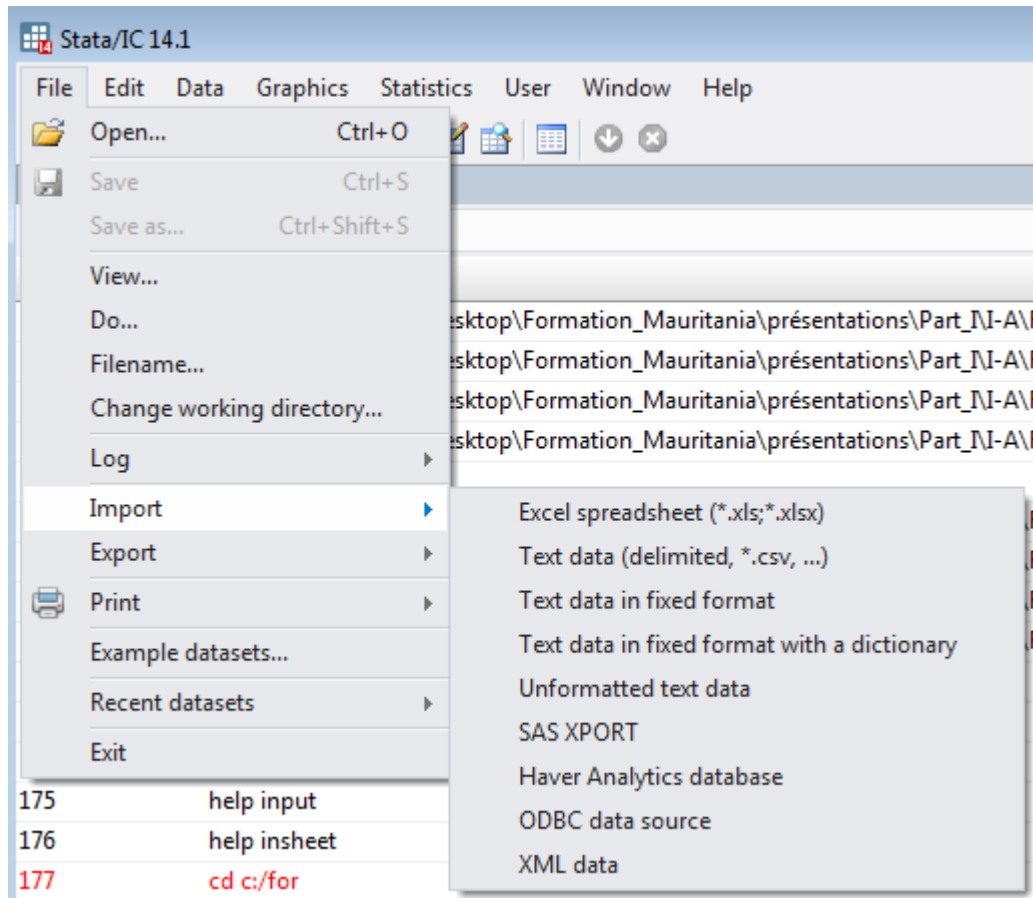 Stata/IC 14.1
File Edit Data Graphics Statistics User Window Help
Open... Ctrl+O
Save Ctrl+S
Save as... Ctrl+Shift+S
View...
Do...
esktop\Formation_Mauritania\présentations\Part_I\I-A\
Filename...
esktop\Formation_Mauritania\présentations\Part_I\I-A\
Change working directory...
esktop\Formation_Mauritania\présentations\Part_I\I-A\
esktop\Formation_Mauritania\présentations\Part_I\I-A\
Log
Import
Export
Print
Example datasets...
Recent datasets
Exit
Excel spreadsheet (*.xls;*.xlsx)
Text data (delimited, *.csv, ...)
Text data in fixed format
Text data in fixed format with a dictionary
Unformatted text data
SAS XPORT
Haver Analytics database
ODBC data source
XML data
175 help input
176 help insheet
177 cd c:/for